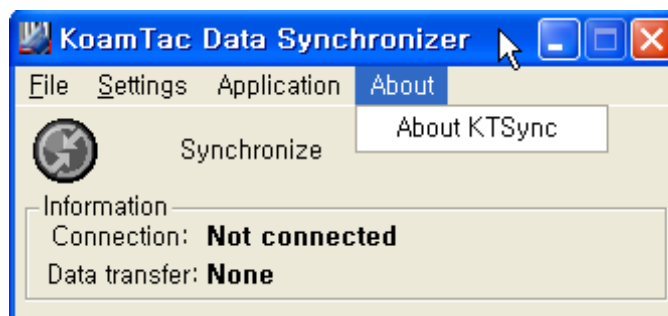 KoamTac Data Synchronizer
File Settings Application About
About KTSync
Synchronize
Information
Connection: Not connected
Data transfer: None